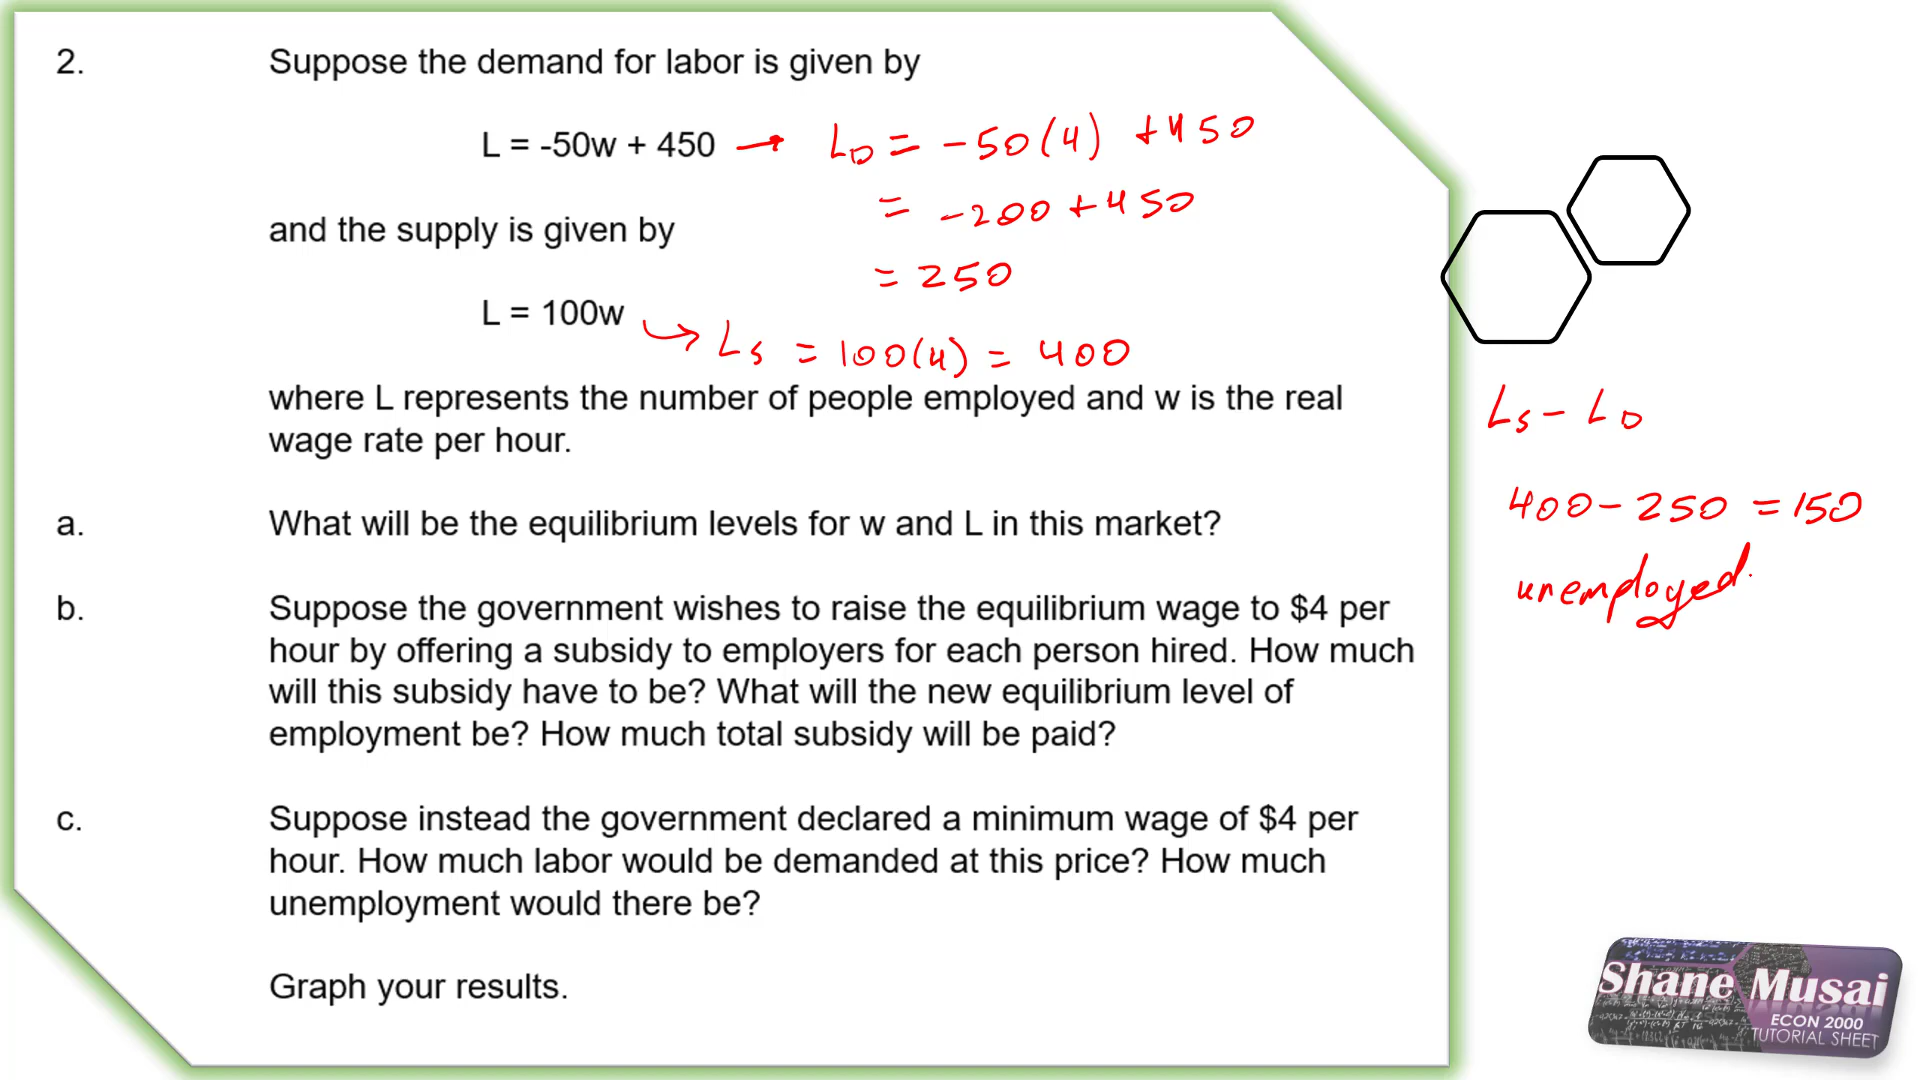 2. Suppose the demand for labor is given by
L = -50w + 450 → L_D = -50(4) + 450
= -200 + 450
and the supply is given by
= 250
L = 100w → L_S = 100(4) = 400
where L represents the number of people employed and w is the real
wage rate per hour.
L_S - L_D
400 - 250 = 150
unemployed.
a. What will be the equilibrium levels for w and L in this market?
b. Suppose the government wishes to raise the equilibrium wage to $4 per
hour by offering a subsidy to employers for each person hired. How much
will this subsidy have to be? What will the new equilibrium level of
employment be? How much total subsidy will be paid?
c. Suppose instead the government declared a minimum wage of $4 per
hour. How much labor would be demanded at this price? How much
unemployment would there be?
Graph your results.
Shane Musai
ECON 2000
TUTORIAL SHEET